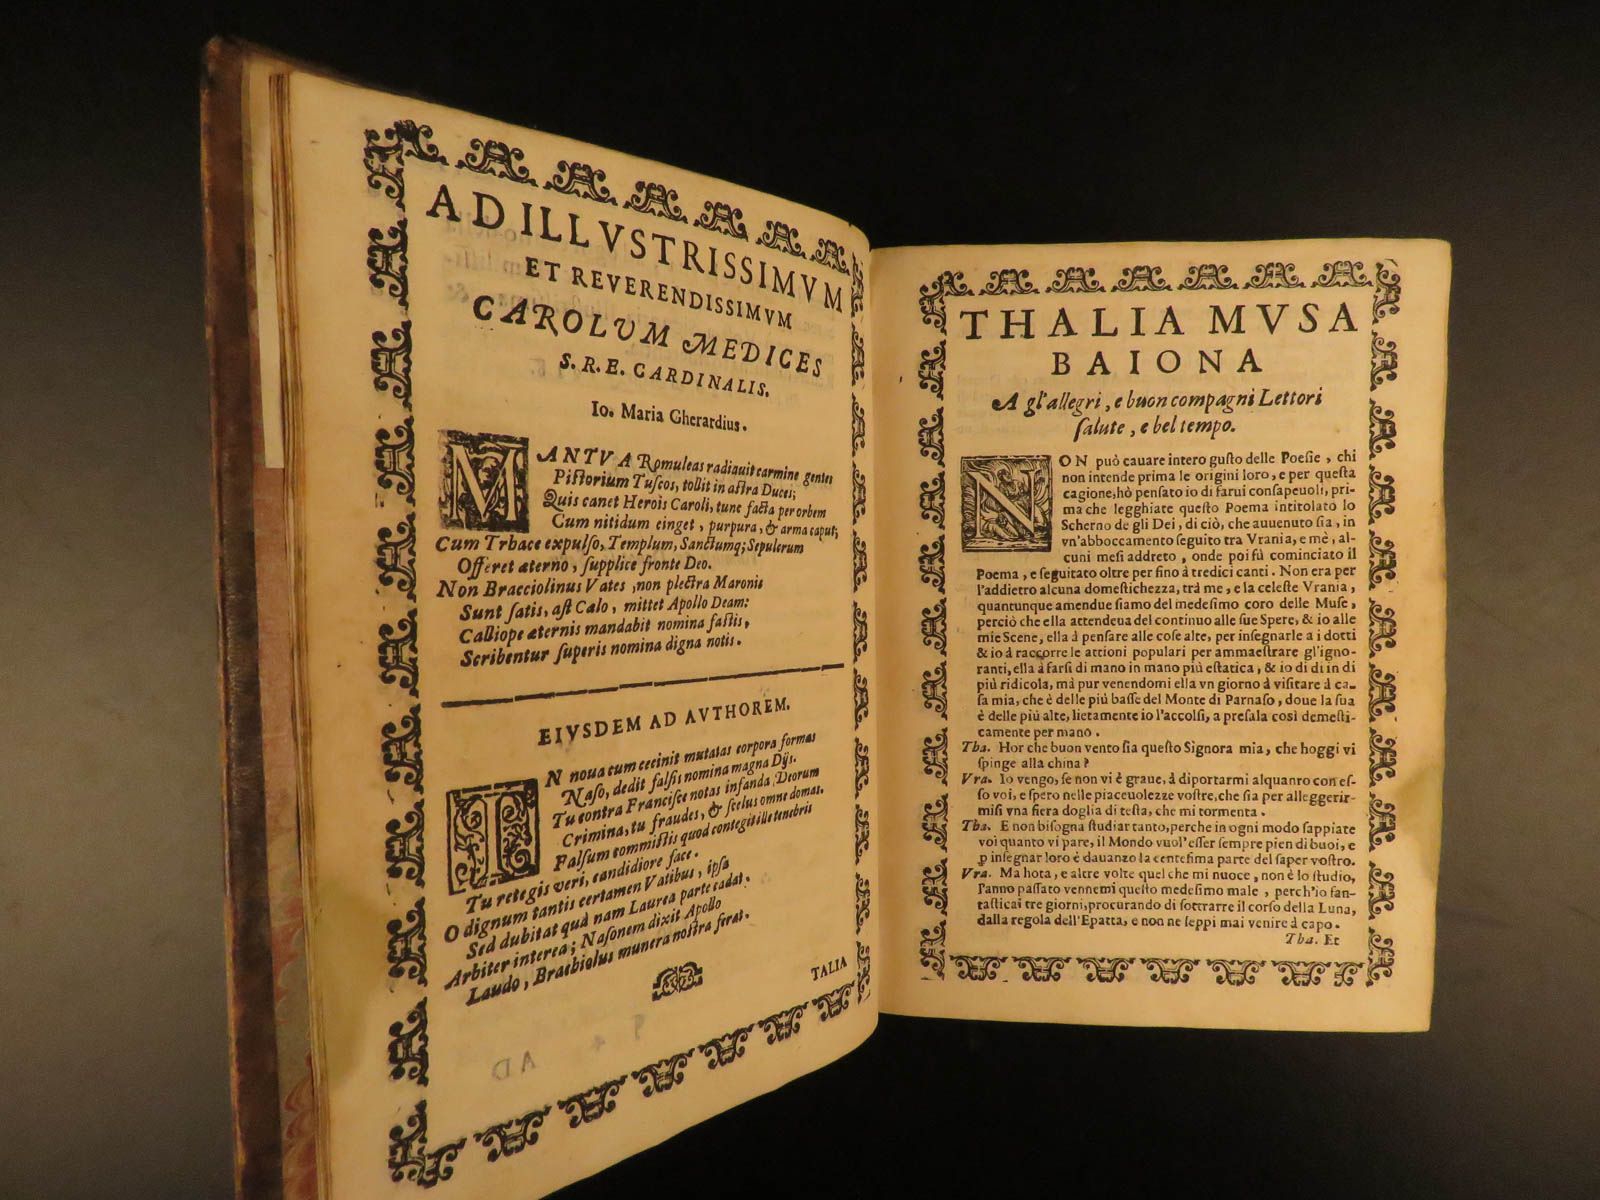 AD ILLVSTRISSIMVM
ET REVERENDISSIMVM
CAROLVM MEDICES
S. R. E. CARDINALIS.
Io. Maria Gherardius.
MANTVA Romuleas radiauit carmine gentes
Pistorium Tuscos, tollit in astra Duces;
Quis canet Herois Caroli, tunc facta per orbem
Cum nitidum cinget, purpura, & arma caput;
Cum Trhace expulso, Templum, Sanctumq; Sepulcrum
Offeret æterno, supplice fronte Deo.
Non Bracciolinus Vates, non plectra Maronis
Sunt satis, ast Cælo, mittet Apollo Deam:
Calliope æternis mandabit nomina fastis,
Scribentur superis nomina digna notis.
EIVSDEM AD AVTHOREM.
IN noua cum cecinit mutatas corpora formas
Naso, dedit falsis nomina magna Dijs.
Tu contra Francisce notas infanda Deorum
Crimina, tu fraudes, & scelus omne domas.
Falsum commistis quod contegit ille tenebris
Tu retegis veri, candidiore face.
O dignum tantis certamen Vatibus, ipsa
Sed dubitat quà nam Laurea parte cadat.
Arbiter interea; Nasonem dixit Apollo
Laudo, Brachiolus munera nostra ferat.
TALIA
THALIA MVSA
BAIONA
A gl'allegri, e buon compagni Lettori
salute, e bel tempo.
NON può cauare intero gusto delle Poesie, chi
non intende prima le origini loro, e per questa
cagione, hò pensato io di farui consapeuoli, pri-
ma che legghiate questo Poema intitolato lo
Scherno de gli Dei, di ciò, che auuenuto sia, in
vn'abboccamento seguito tra Vrania, e mè, al-
cuni mesi addreto, onde poi fù cominciato il
Poema, e seguitato oltre per fino à tredici canti. Non era per
l'addietro alcuna domestichezza, trà me, e la celeste Vrania,
quantunque amendue siamo del medesimo coro delle Muse,
perciò che ella attendeua del continuo alle sue Spere, & io alle
mie Scene, ella à pensare alle cose alte, per insegnarle a i dotti
& io à raccorre le attioni populari per ammaestrare gl'igno-
ranti, ella à farsi di mano in mano più estatica, & io di di in di
più ridicola, mà pur venendomi ella vn giorno à visitare à ca-
sa mia, che è delle più basse del Monte di Parnaso, doue la sua
è delle più alte, lietamente io l'accolsi, a presala così demesti-
camente per mano.
Tha. Hor che buon vento sia questo Signora mia, che hoggi vi
spinge alla china?
Vra. Io vengo, se non vi è graue, à diportarmi alquanto con es-
so voi, e spero nelle piaceuolezze vostre, che sia per alleggerir-
misi vna fiera doglia di testa, che mi tormenta.
Tha. E non bisogna studiar tanto, perche in ogni modo sappiate
voi quanto vi pare, il Mondo vuol'esser sempre pien di buoi, e
p insegnar loro è dauanzo la centesima parte del saper vostro.
Vra. Ma hota, e altre volte quel che mi nuoce, non è lo studio,
l'anno passato vennemi questo medesimo male, perch'io fan-
tasticai tre giorni, procurando di sottrarre il corso della Luna,
dalla regola dell'Epatta, e non ne seppi mai venire à capo.
Tha. Et